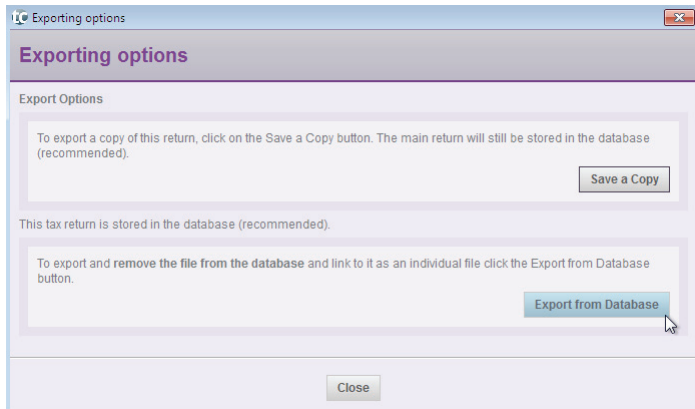 tc Exporting options
Exporting options
Export Options
To export a copy of this return, click on the Save a Copy button. The main return will still be stored in the database
(recommended).
Save a Copy
This tax return is stored in the database (recommended).
To export and remove the file from the database and link to it as an individual file click the Export from Database
button.
Export from Database
Close